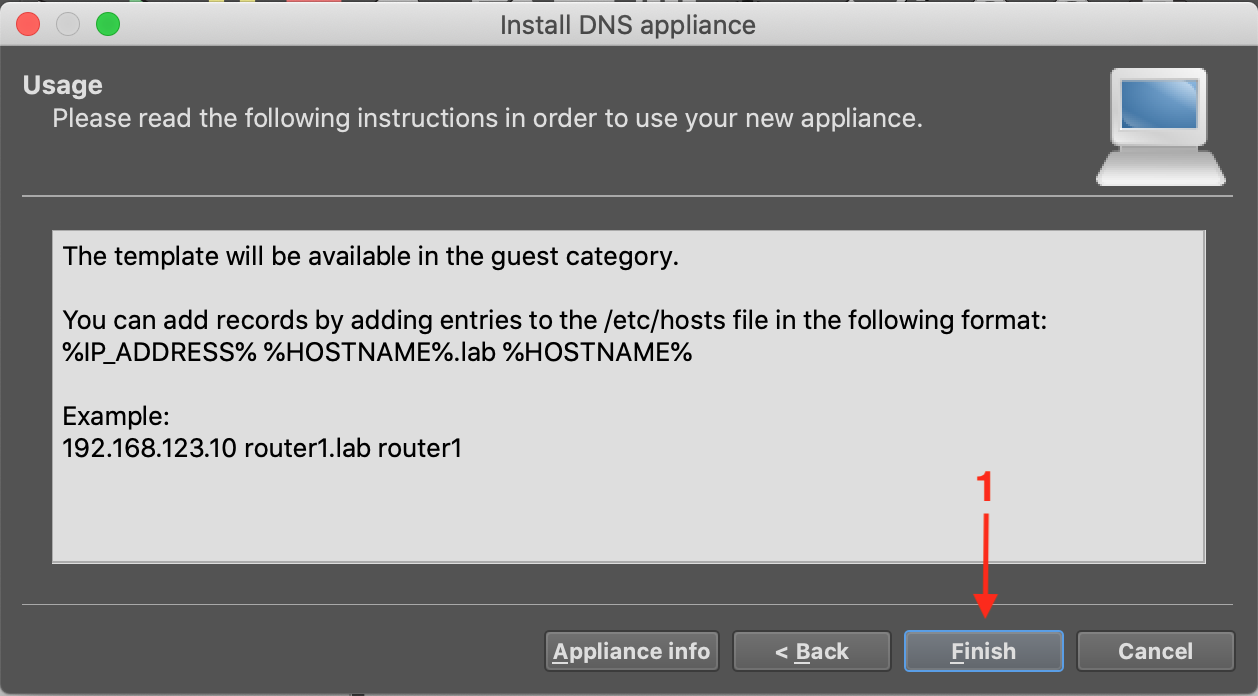 Install DNS appliance
Usage
Please read the following instructions in order to use your new appliance.
The template will be available in the guest category.
You can add records by adding entries to the /etc/hosts file in the following format:
%IP_ADDRESS% %HOSTNAME%.lab %HOSTNAME%
Example:
192.168.123.10 router1.lab router1
1
Appliance info
< Back
Finish
Cancel